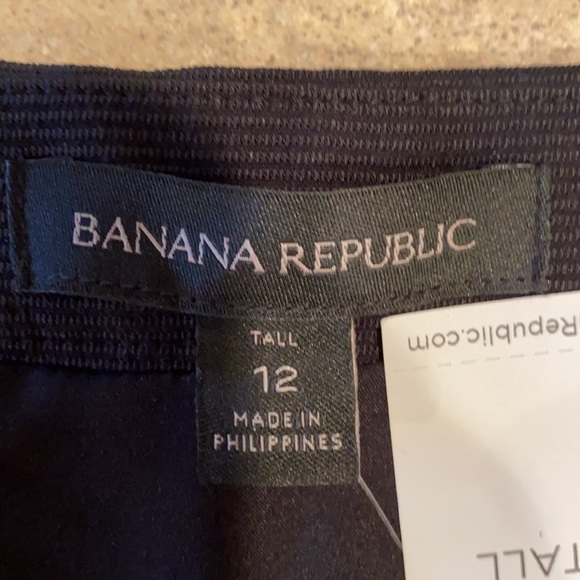 BANANA REPUBLIC
TALL
12
MADE IN
PHILIPPINES
Republic.com
TALL